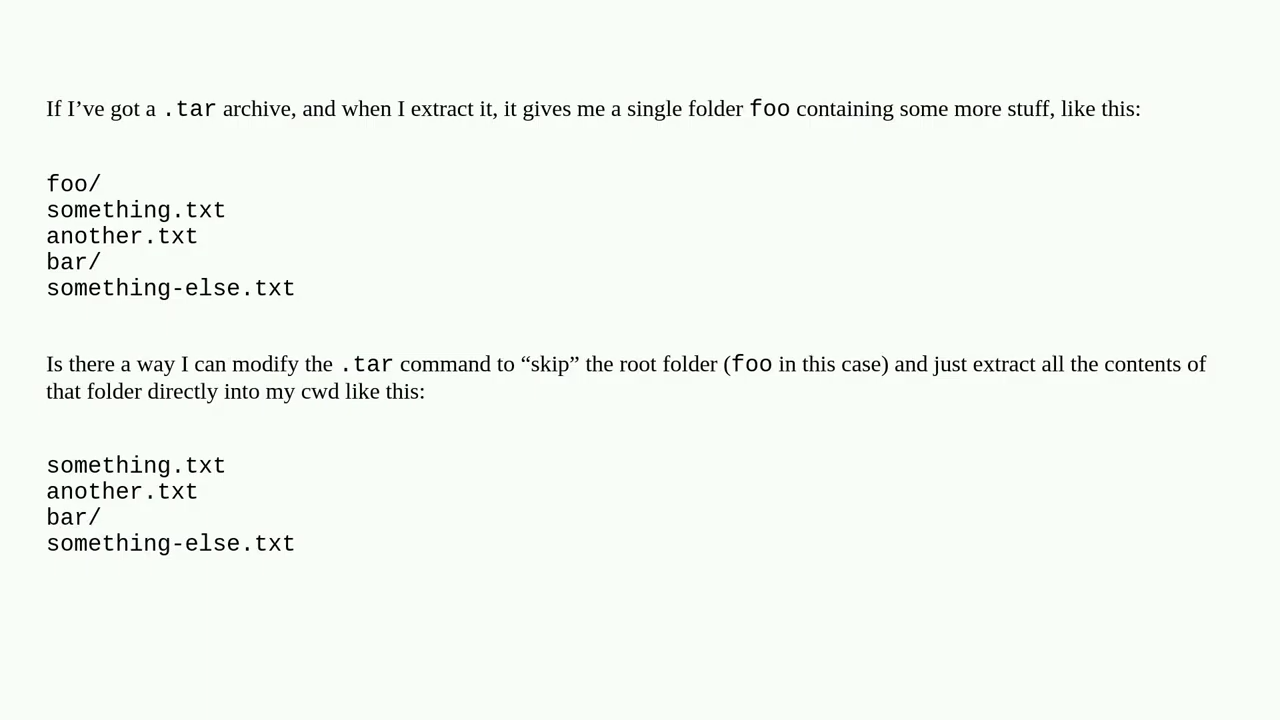 If I’ve got a .tar archive, and when I extract it, it gives me a single folder foo containing some more stuff, like this:
foo/
something.txt
another.txt
bar/
something-else.txt
Is there a way I can modify the .tar command to “skip” the root folder (foo in this case) and just extract all the contents of
that folder directly into my cwd like this:
something.txt
another.txt
bar/
something-else.txt